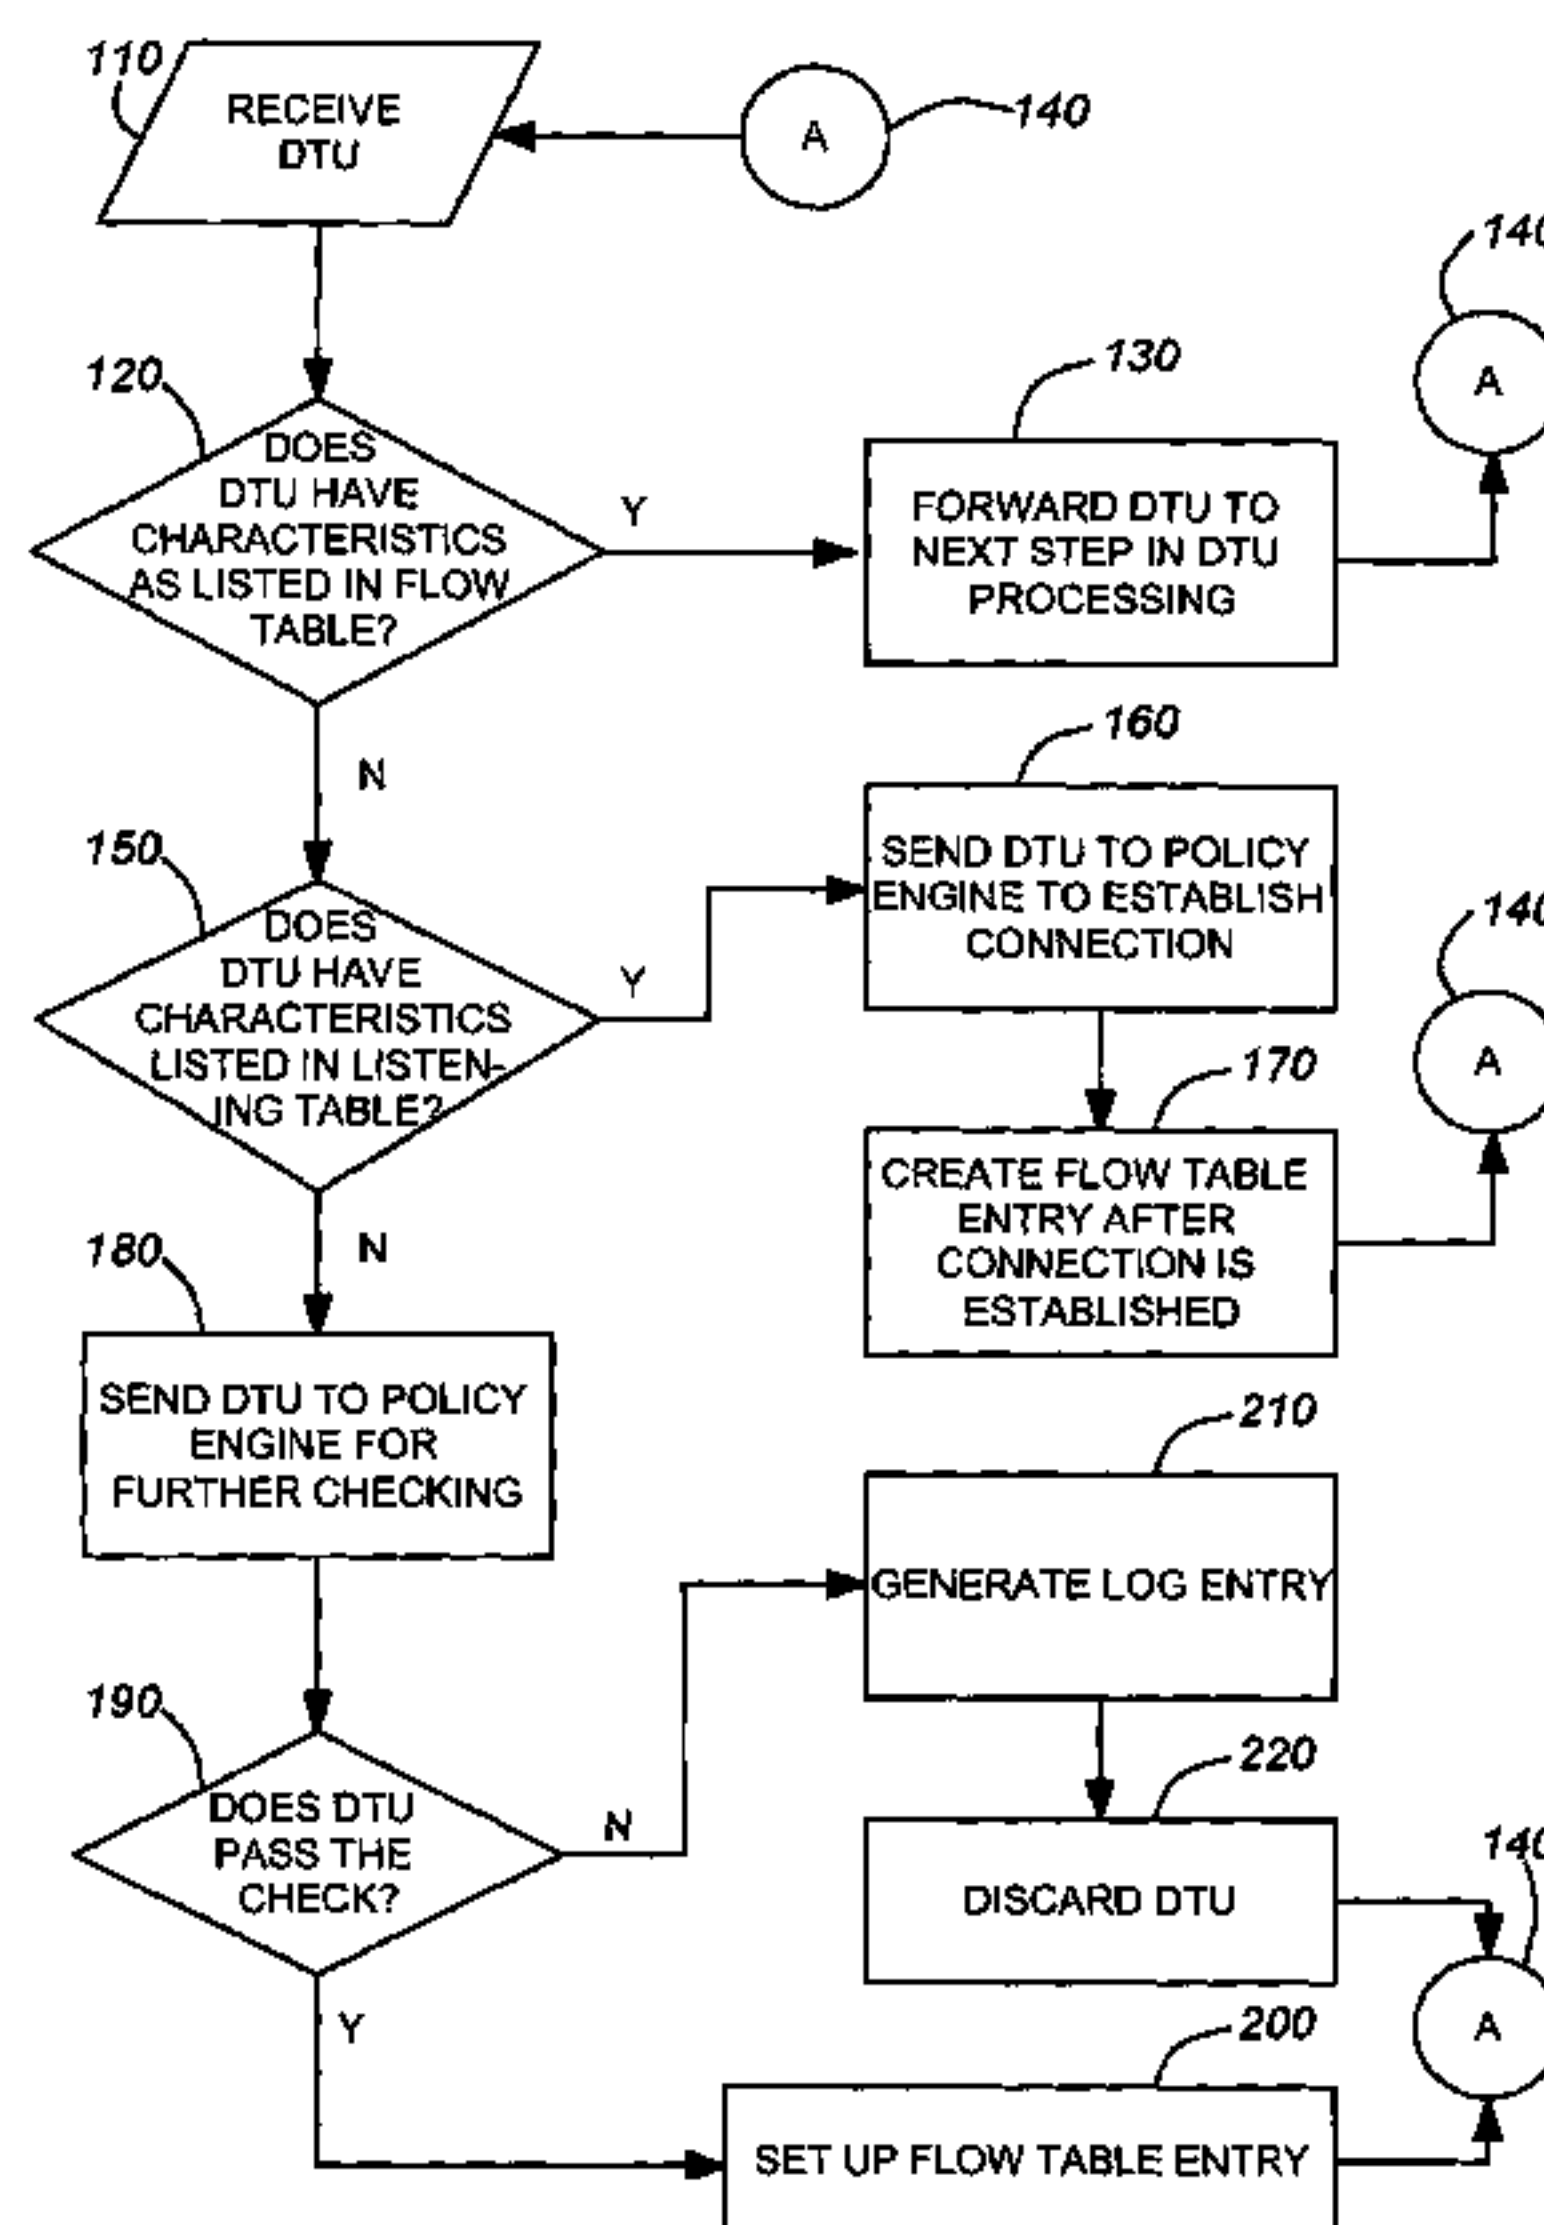 110
RECEIVE
DTU
A
140
140
A
120
DOES
DTU HAVE
CHARACTERISTICS
AS LISTED IN FLOW
TABLE?
Y
130
FORWARD DTU TO
NEXT STEP IN DTU
PROCESSING
N
150
DOES
DTU HAVE
CHARACTERISTICS
LISTED IN LISTEN-
ING TABLE?
Y
160
SEND DTU TO POLICY
ENGINE TO ESTABLISH
CONNECTION
140
A
170
CREATE FLOW TABLE
ENTRY AFTER
CONNECTION IS
ESTABLISHED
N
180
SEND DTU TO POLICY
ENGINE FOR
FURTHER CHECKING
210
GENERATE LOG ENTRY
190
DOES DTU
PASS THE
CHECK?
N
220
DISCARD DTU
140
A
Y
200
SET UP FLOW TABLE ENTRY